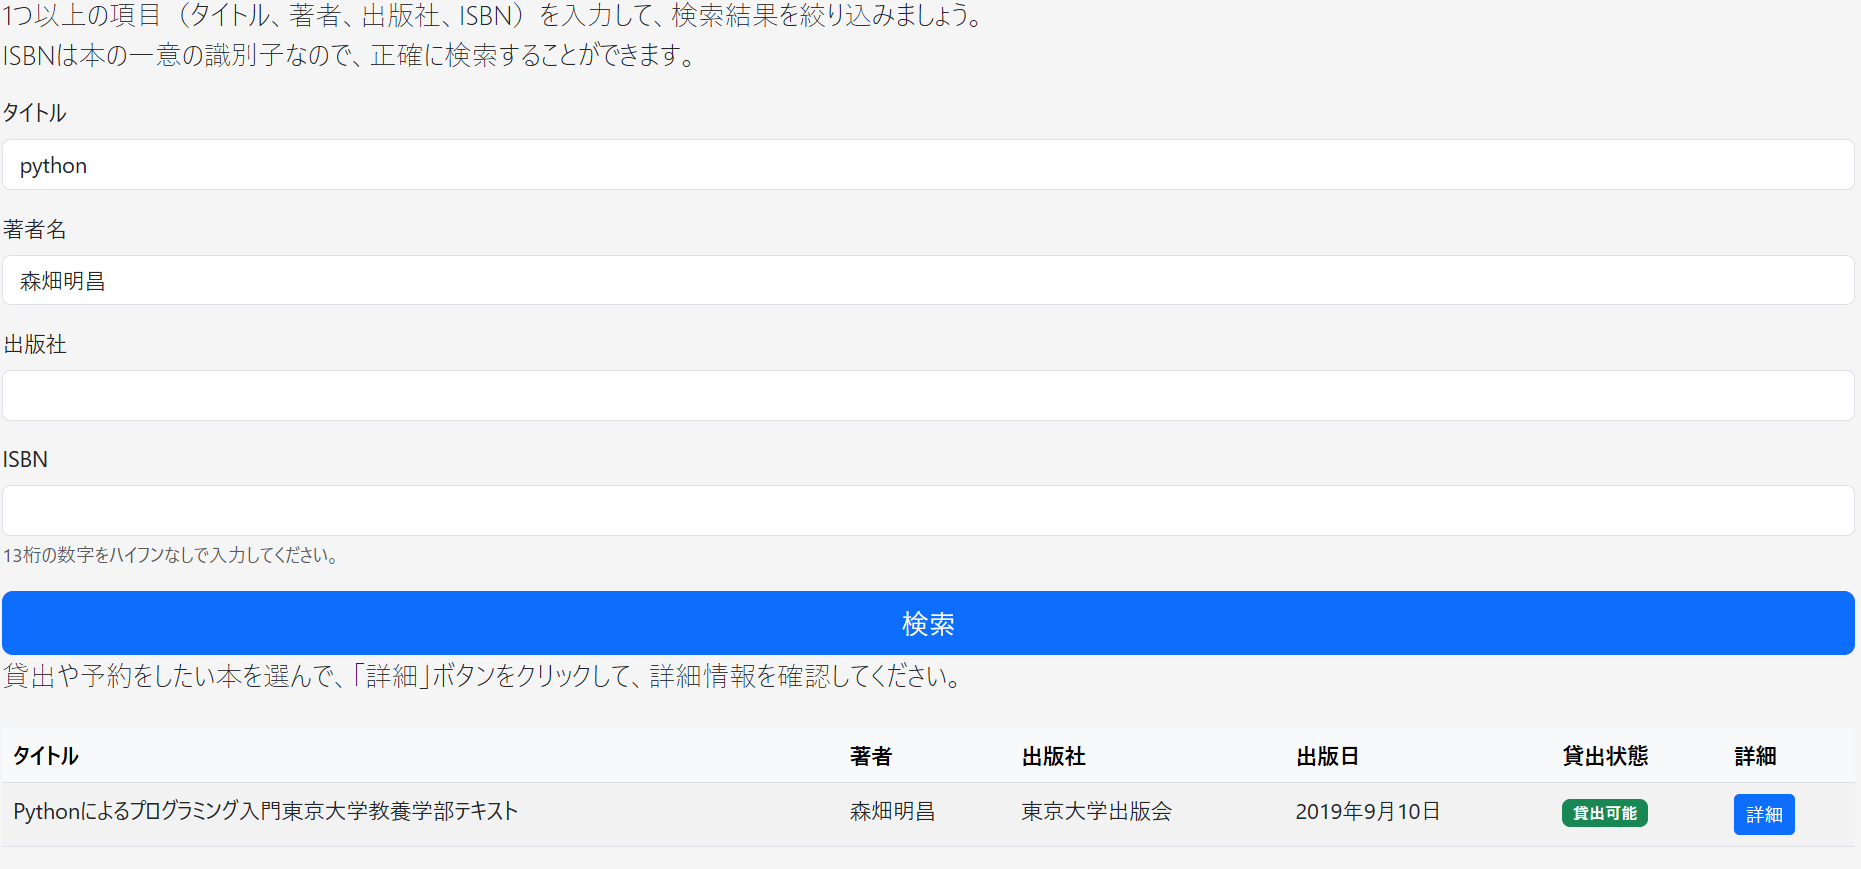 1つ以上の項目（タイトル、著者、出版社、ISBN）を入力して、検索結果を絞り込みましょう。
ISBNは本の一意の識別子なので、正確に検索することができます。
タイトル
python
著者名
森畑明昌
出版社
ISBN
13桁の数字をハイフンなしで入力してください。
検索
貸出や予約をしたい本を選んで、「詳細」ボタンをクリックして、詳細情報を確認してください。
タイトル 著者 出版社 出版日 貸出状態 詳細
Pythonによるプログラミング入門東京大学教養学部テキスト 森畑明昌 東京大学出版会 2019年9月10日 貸出可能 詳細